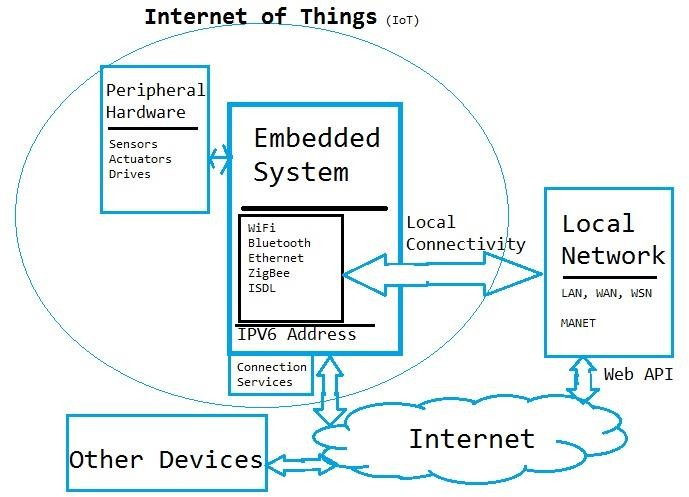 Internet of Things (IoT)
Peripheral
Hardware
Sensors
Actuators
Drives
Embedded
System
WiFi
Bluetooth
Ethernet
ZigBee
ISDL
IPV6 Address
Connection
Services
Local
Connectivity
Local
Network
LAN, WAN, WSN
MANET
Web API
Internet
Other Devices